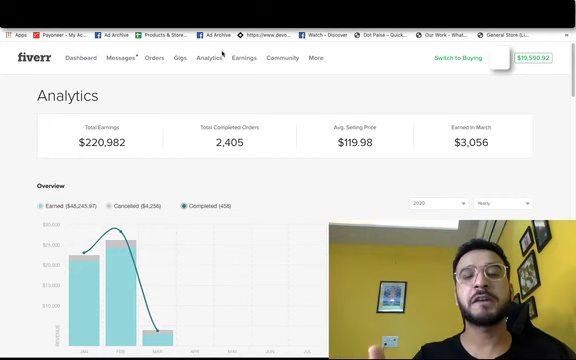 Apps Payoneer - My Ac... Ad Archive Products & Store... Ad Archive https://www.devo... Watch - Discover Dot Paise – Quick... Our Work - What... General Store (Li... »
fiverr Dashboard Messages Orders Gigs Analytics Earnings Community More Switch to Buying $19,590.92
Analytics
Total Earnings Total Completed Orders Avg. Selling Price Earned In March
$220,982 2,405 $119.98 $3,056
Overview
Earned ($48,245.97) Cancelled ($4,256) Completed (458) 2020 Yearly
$30,000
$25,000
$20,000
$15,000
$10,000
REVENUE
JAN FEB MAR APR MAY JUN JUL